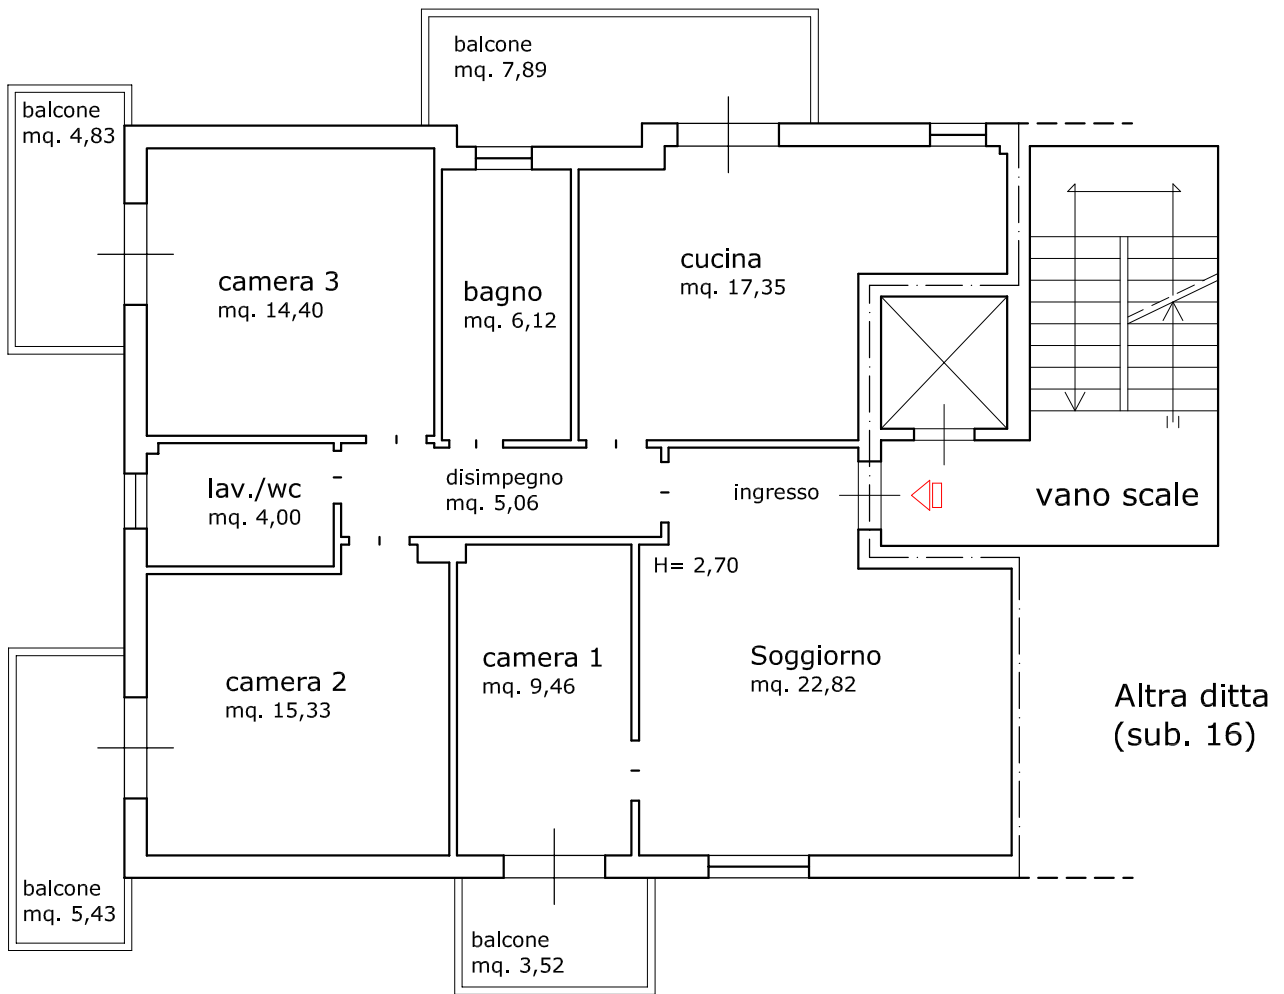 balcone
mq. 7,89
balcone
mq. 4,83
camera 3
mq. 14,40
bagno
mq. 6,12
cucina
mq. 17,35
lav./wc
mq. 4,00
disimpegno
mq. 5,06
ingresso
vano scale
H= 2,70
camera 2
mq. 15,33
camera 1
mq. 9,46
Soggiorno
mq. 22,82
Altra ditta
(sub. 16)
balcone
mq. 5,43
balcone
mq. 3,52